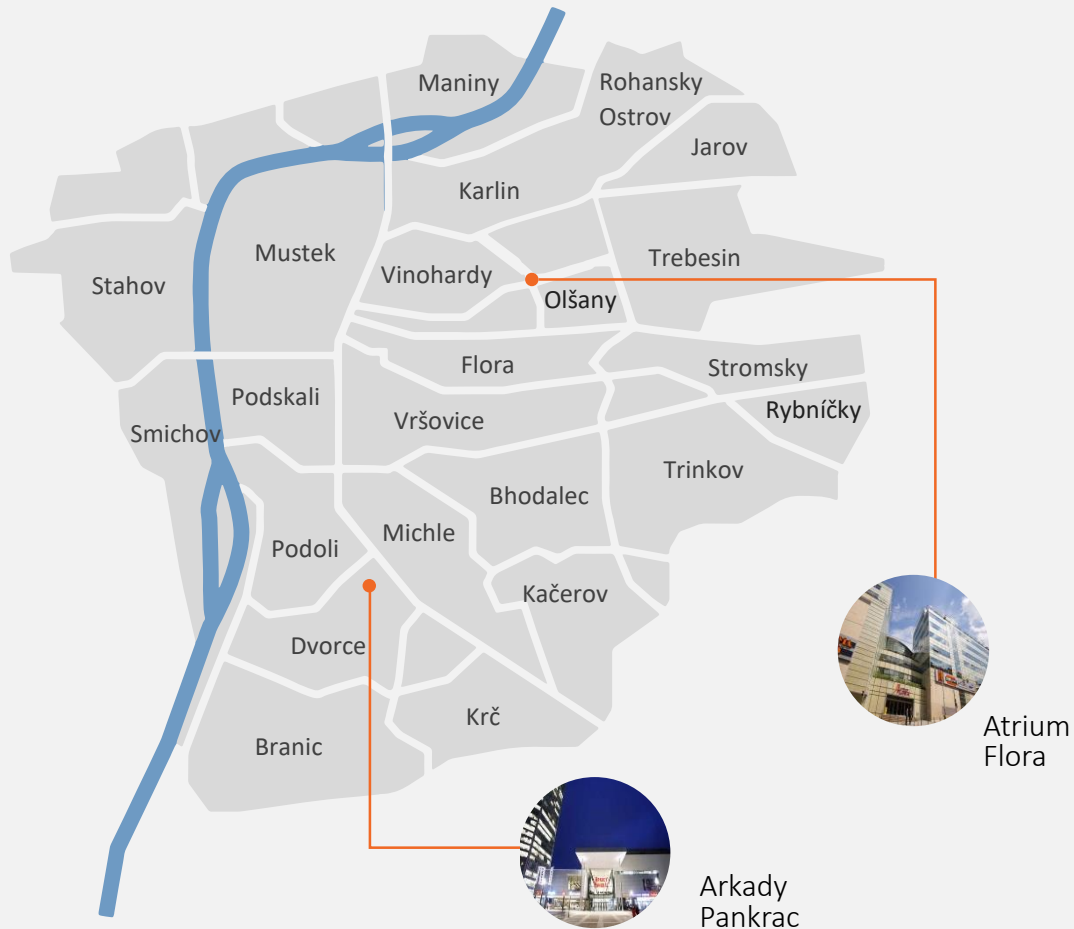 Maniny
Rohansky
Ostrov
Jarov
Karlin
Mustek
Vinohardy
Trebesin
Stahov
Olšany
Flora
Stromsky
Podskali
Rybníčky
Vršovice
Smichov
Trinkov
Bhodalec
Michle
Podoli
Kačerov
Dvorce
Krč
Branic
Atrium
Flora
Arkady
Pankrac